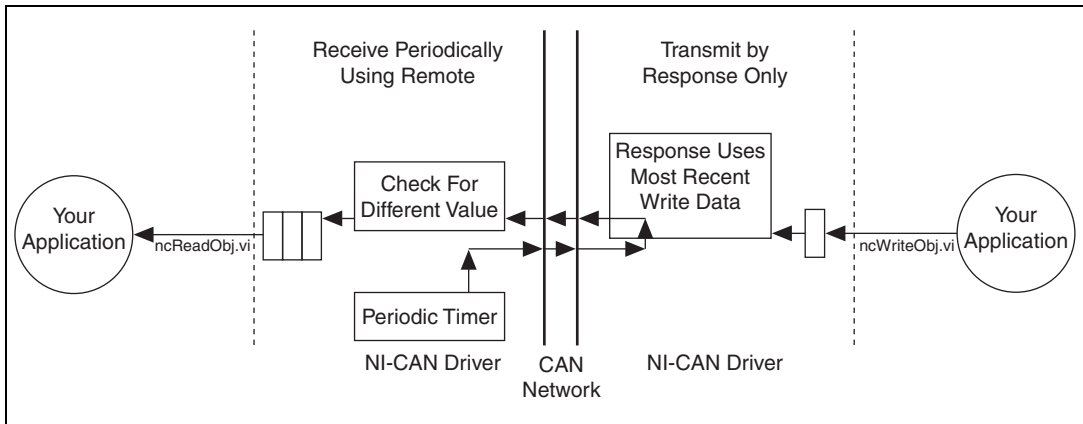 Receive Periodically
Using Remote
Transmit by
Response Only
Your
Application
ncReadObj.vi
Check For
Different Value
Periodic Timer
Response Uses
Most Recent
Write Data
ncWriteObj.vi
Your
Application
NI-CAN Driver
CAN
Network
NI-CAN Driver